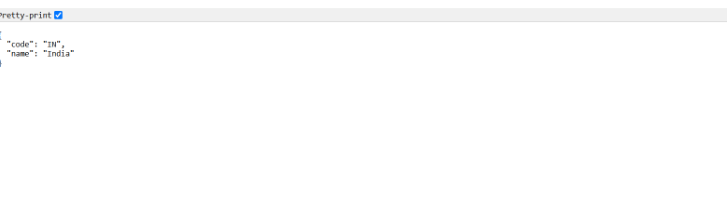 Pretty-print
{
"code": "IN",
"name": "India"
}